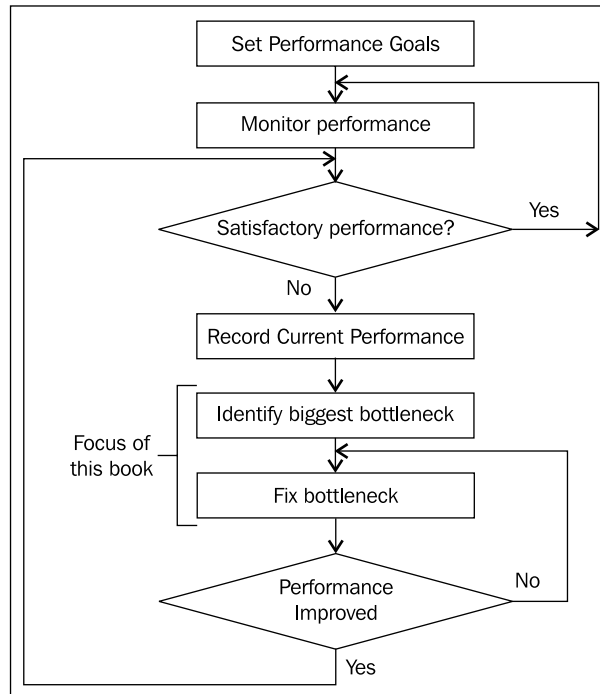 Set Performance Goals
Monitor performance
Satisfactory performance?
Yes
No
Record Current Performance
Identify biggest bottleneck
Focus of
this book
Fix bottleneck
Performance
Improved
No
Yes